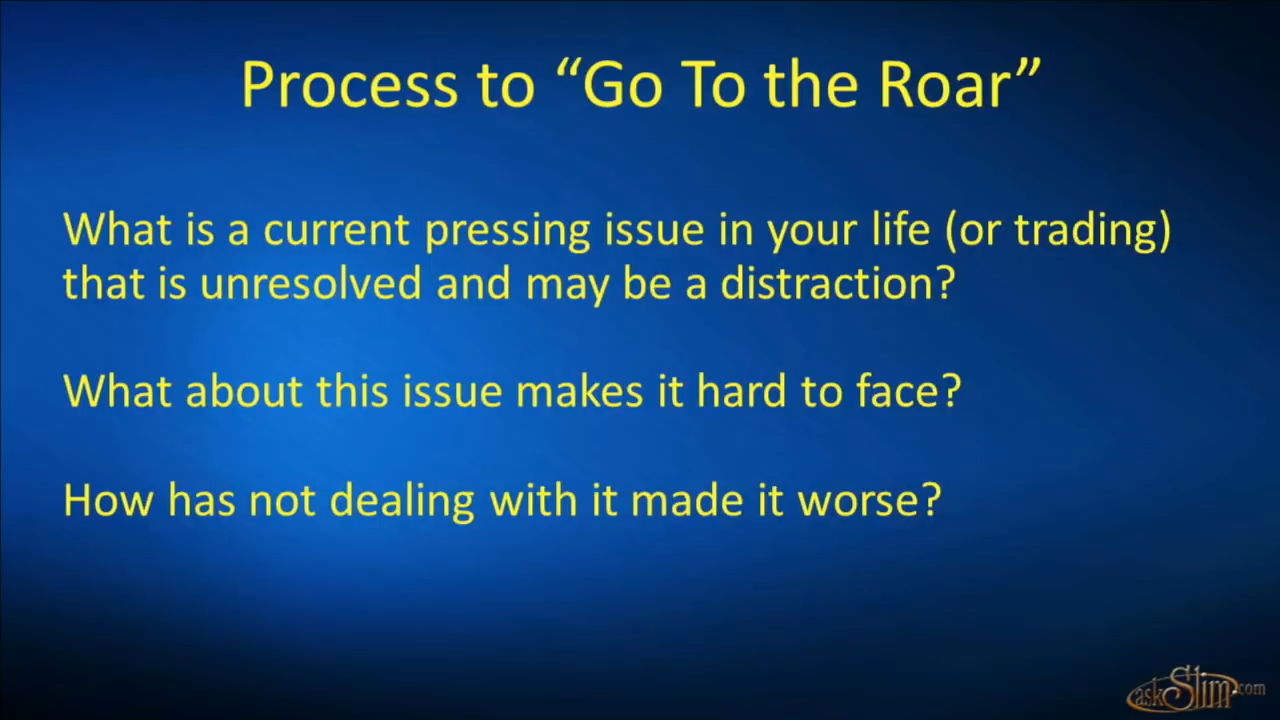 Process to “Go To the Roar”
What is a current pressing issue in your life (or trading)
that is unresolved and may be a distraction?
What about this issue makes it hard to face?
How has not dealing with it made it worse?
askSlim.com